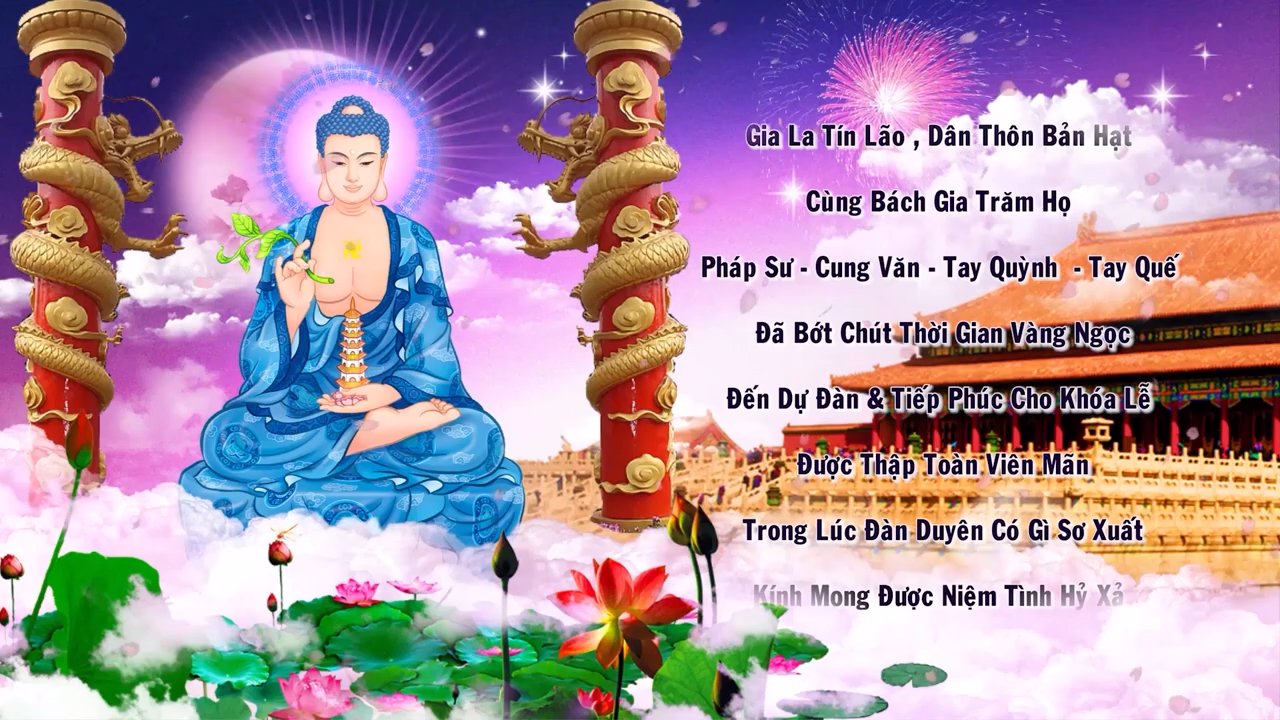 Gia La Tín Lão , Dân Thôn Bản Hạt
Cùng Bách Gia Trăm Họ
Pháp Sư - Cung Văn - Tay Quỳnh - Tay Quế
Đã Bớt Chút Thời Gian Vàng Ngọc
Đến Dự Đàn & Tiếp Phúc Cho Khóa Lễ
Được Thập Toàn Viên Mãn
Trong Lúc Đàn Duyên Có Gì Sơ Xuất
Kính Mong Được Niệm Tình Hỷ Xả